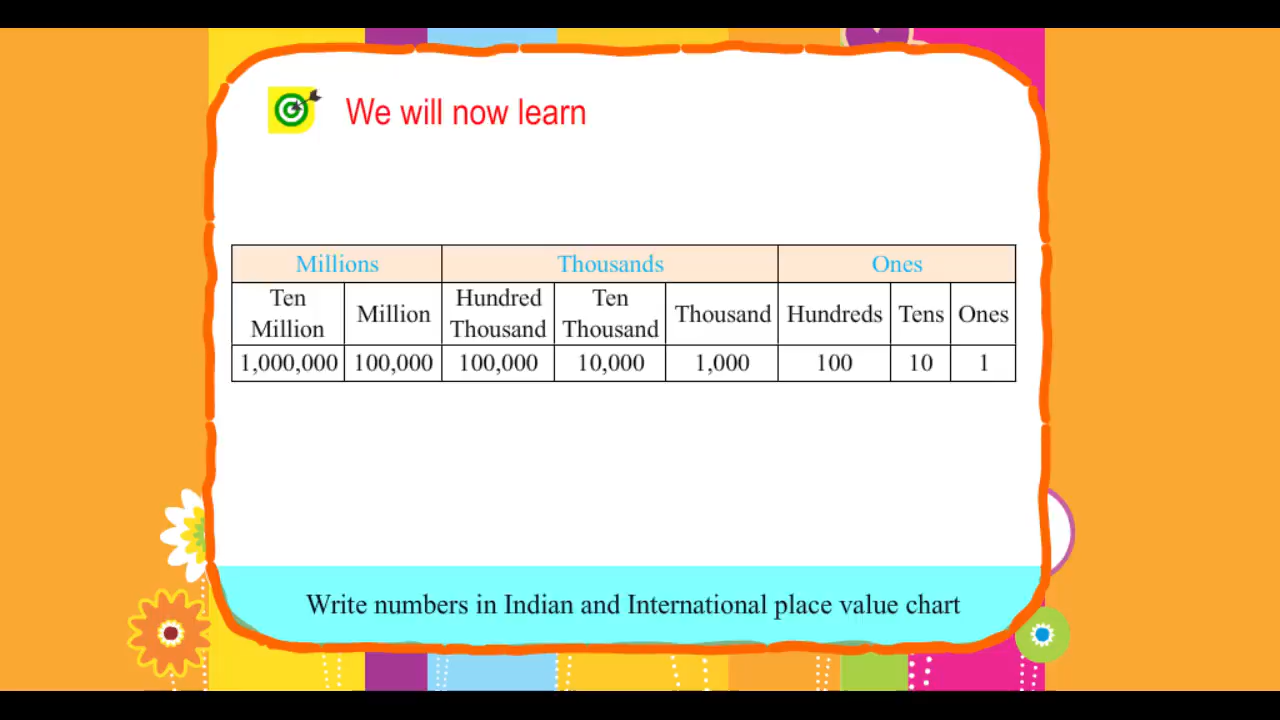 We will now learn
Millions Thousands Ones
Ten Million Million Hundred Thousand Ten Thousand Thousand Hundreds Tens Ones
1,000,000 100,000 100,000 10,000 1,000 100 10 1
Write numbers in Indian and International place value chart